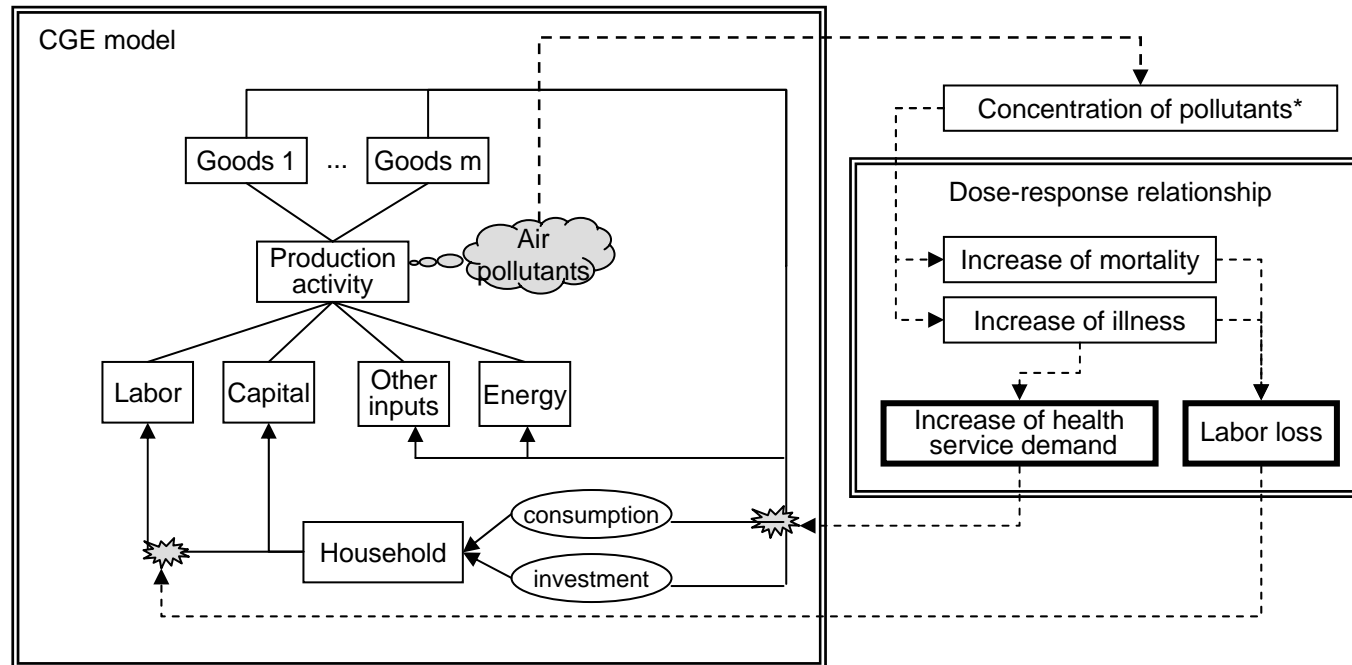 CGE model
Concentration of pollutants*
Goods 1
...
Goods m
Dose-response relationship
Air
pollutants
Production
activity
Increase of mortality
Increase of illness
Labor
Capital
Other
inputs
Energy
Increase of health
service demand
Labor loss
consumption
Household
investment